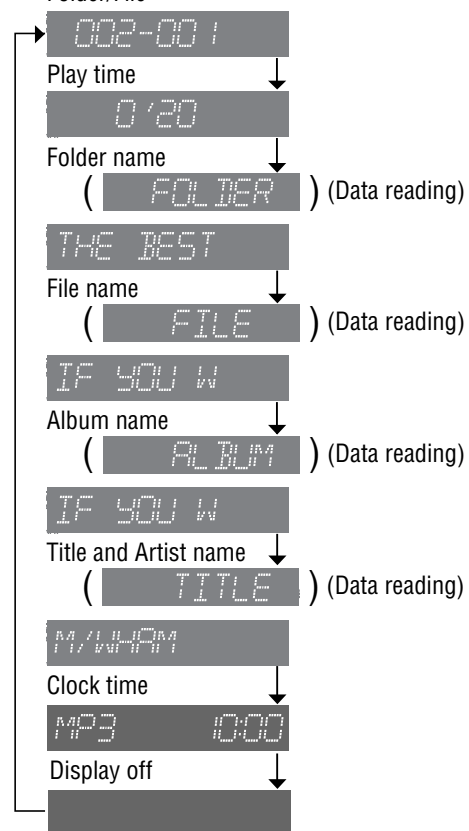 Folder/File
002-001
Play time
0'20
Folder name
( FOLDER ) (Data reading)
THE BEST
File name
( FILE ) (Data reading)
IF YOU W
Album name
( ALBUM ) (Data reading)
IF YOU W
Title and Artist name
( TITLE ) (Data reading)
M/WHAM
Clock time
MP3 10:00
Display off